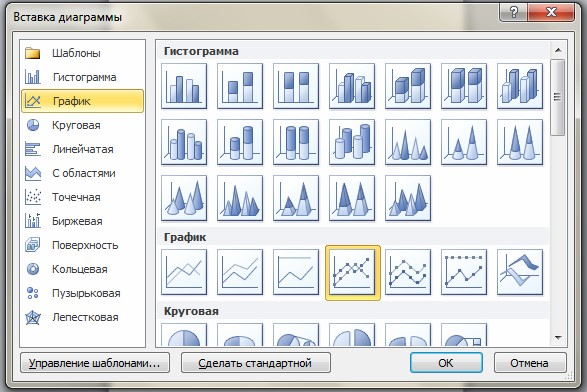 Вставка диаграммы
Шаблоны
Гистограмма
График
Круговая
Линейчатая
С областями
Точечная
Биржевая
Поверхность
Кольцевая
Пузырьковая
Лепестковая
Гистограмма
График
Круговая
Управление шаблонами...
Сделать стандартной
ОК
Отмена